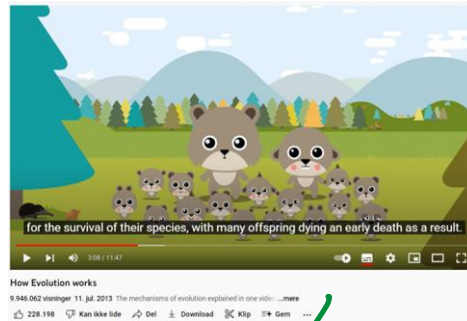 for the survival of their species, with many offspring dying an early death as a result.
3:08 / 11:47
How Evolution works
9.946.062 visninger 11. jul. 2013 The mechanisms of evolution explained in one video. ...mere
228.198 Kan ikke lide Del Download Klip Gem ...